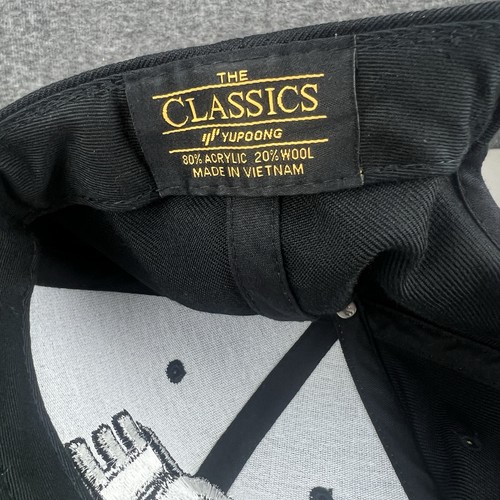 THE
CLASSICS
YUPOONG
80% ACRYLIC 20% WOOL
MADE IN VIETNAM